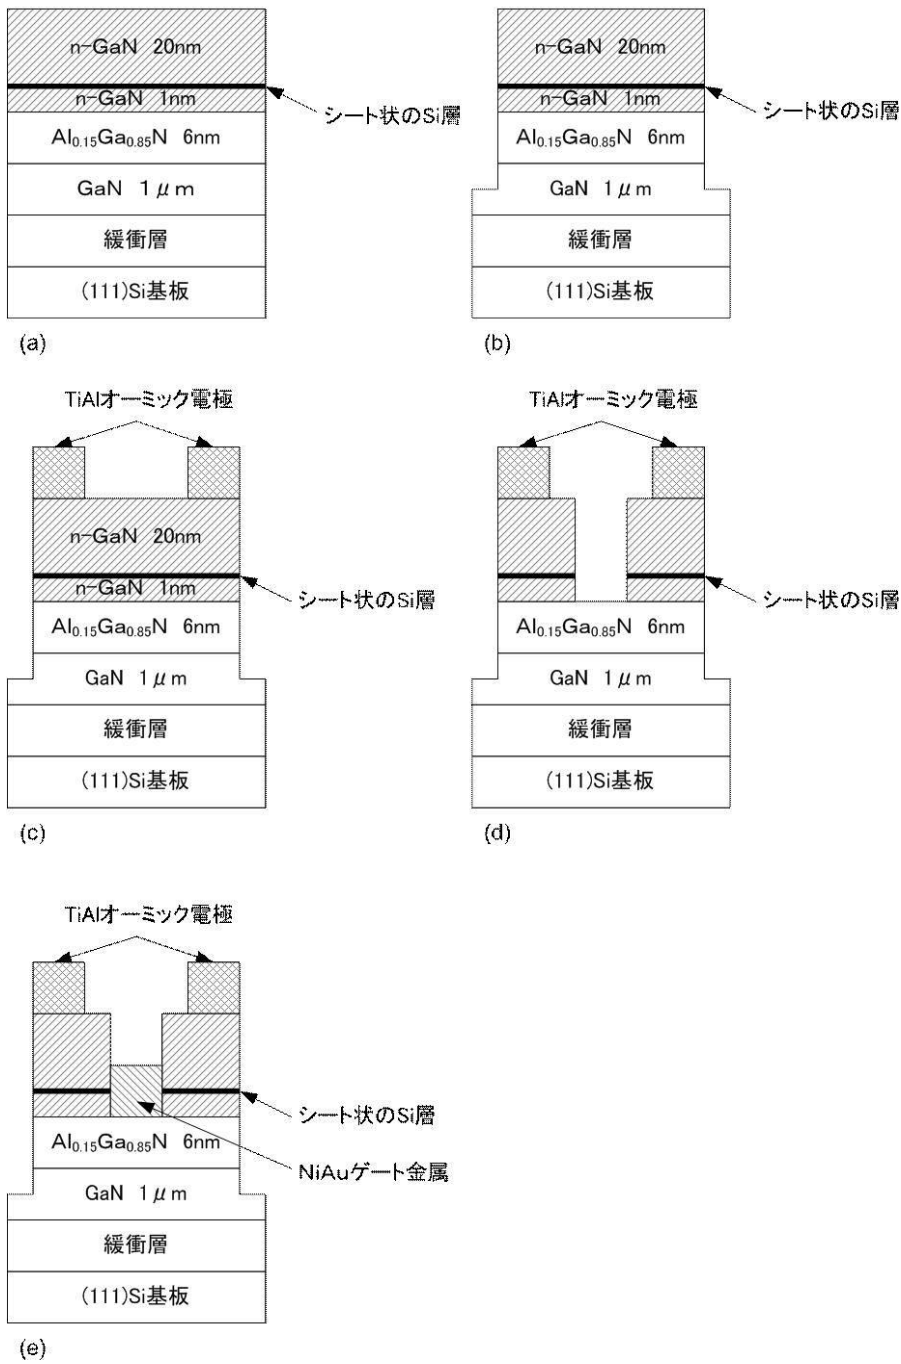 n-GaN 20nm
シート状のSi層
n-GaN 1nm
Al0.15Ga0.85N 6nm
GaN 1μm
緩衝層
(111)Si基板
(a)
n-GaN 20nm
シート状のSi層
n-GaN 1nm
Al0.15Ga0.85N 6nm
GaN 1μm
緩衝層
(111)Si基板
(b)
TiAlオーミック電極
n-GaN 20nm
n-GaN 1nm
シート状のSi層
Al0.15Ga0.85N 6nm
GaN 1μm
緩衝層
(111)Si基板
(c)
TiAlオーミック電極
シート状のSi層
Al0.15Ga0.85N 6nm
GaN 1μm
緩衝層
(111)Si基板
(d)
TiAlオーミック電極
シート状のSi層
Al0.15Ga0.85N 6nm
NiAuゲート金属
GaN 1μm
緩衝層
(111)Si基板
(e)